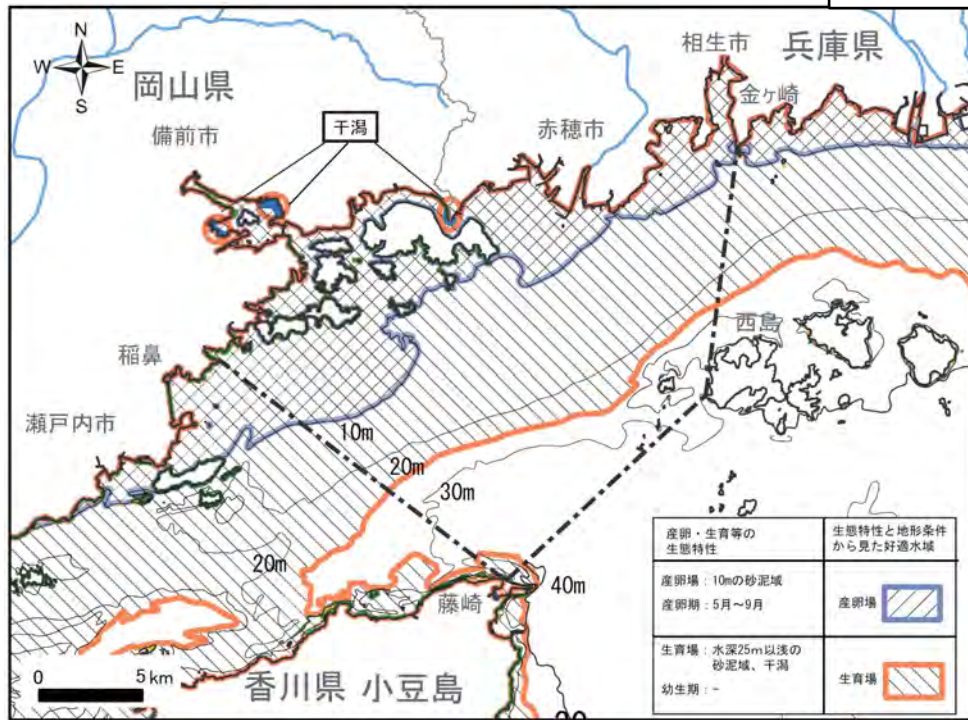 N
W E
S
岡山県
備前市
干潟
相生市
兵庫県
金ヶ崎
赤穂市
西島
稲鼻
瀬戸内市
10m
20m
30m
20m
40m
藤崎
0 5km
香川県 小豆島
産卵・生育等の
生態特性
生態特性と地形条件
から見た好適水域
産卵場：10mの砂泥域
産卵期：5月～9月
産卵場
生育場：水深25m以浅の
砂泥域、干潟
幼生期：-
生育場